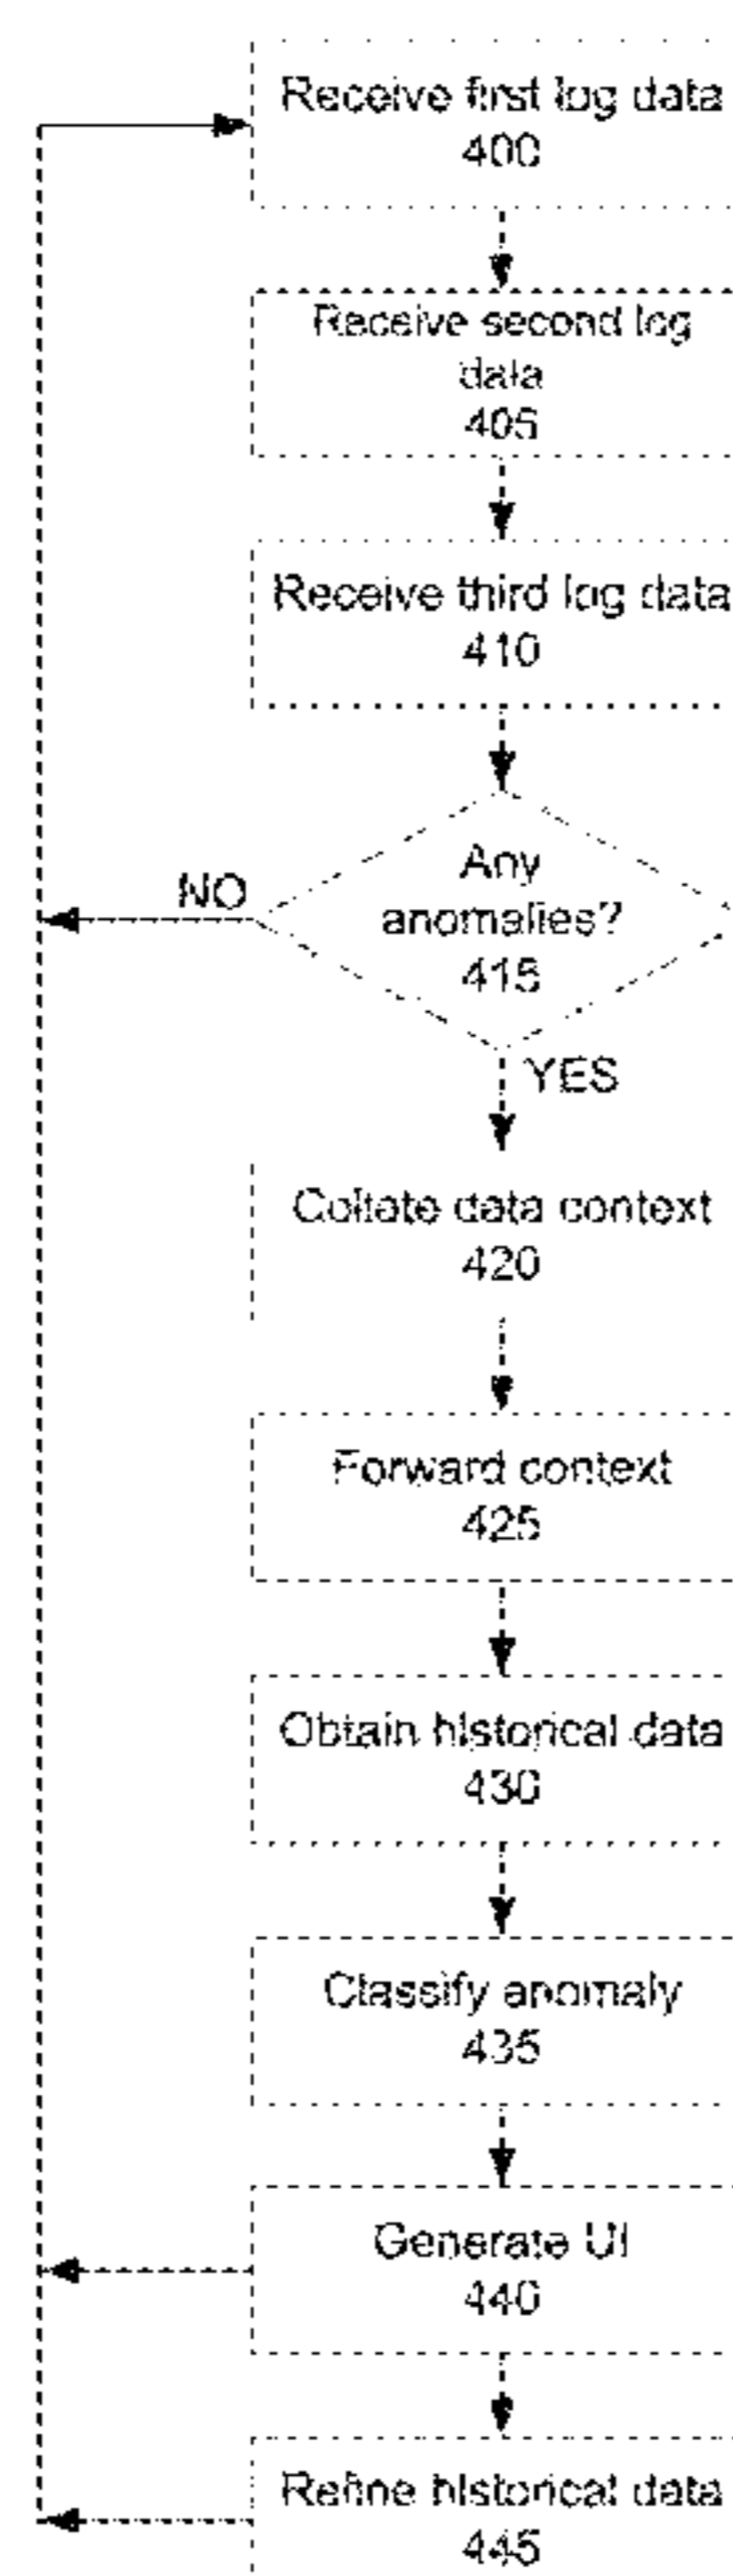 Receive first log data
400
Receive second log
data
405
Receive third log data
410
Any
anomalies?
415
NO
YES
Collate data context
420
Forward context
425
Obtain historical data
430
Classify anomaly
435
Generate UI
440
Refine historical data
445